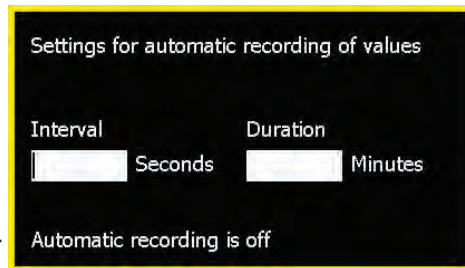 Settings for automatic recording of values
Interval Duration
Seconds Minutes
Automatic recording is off